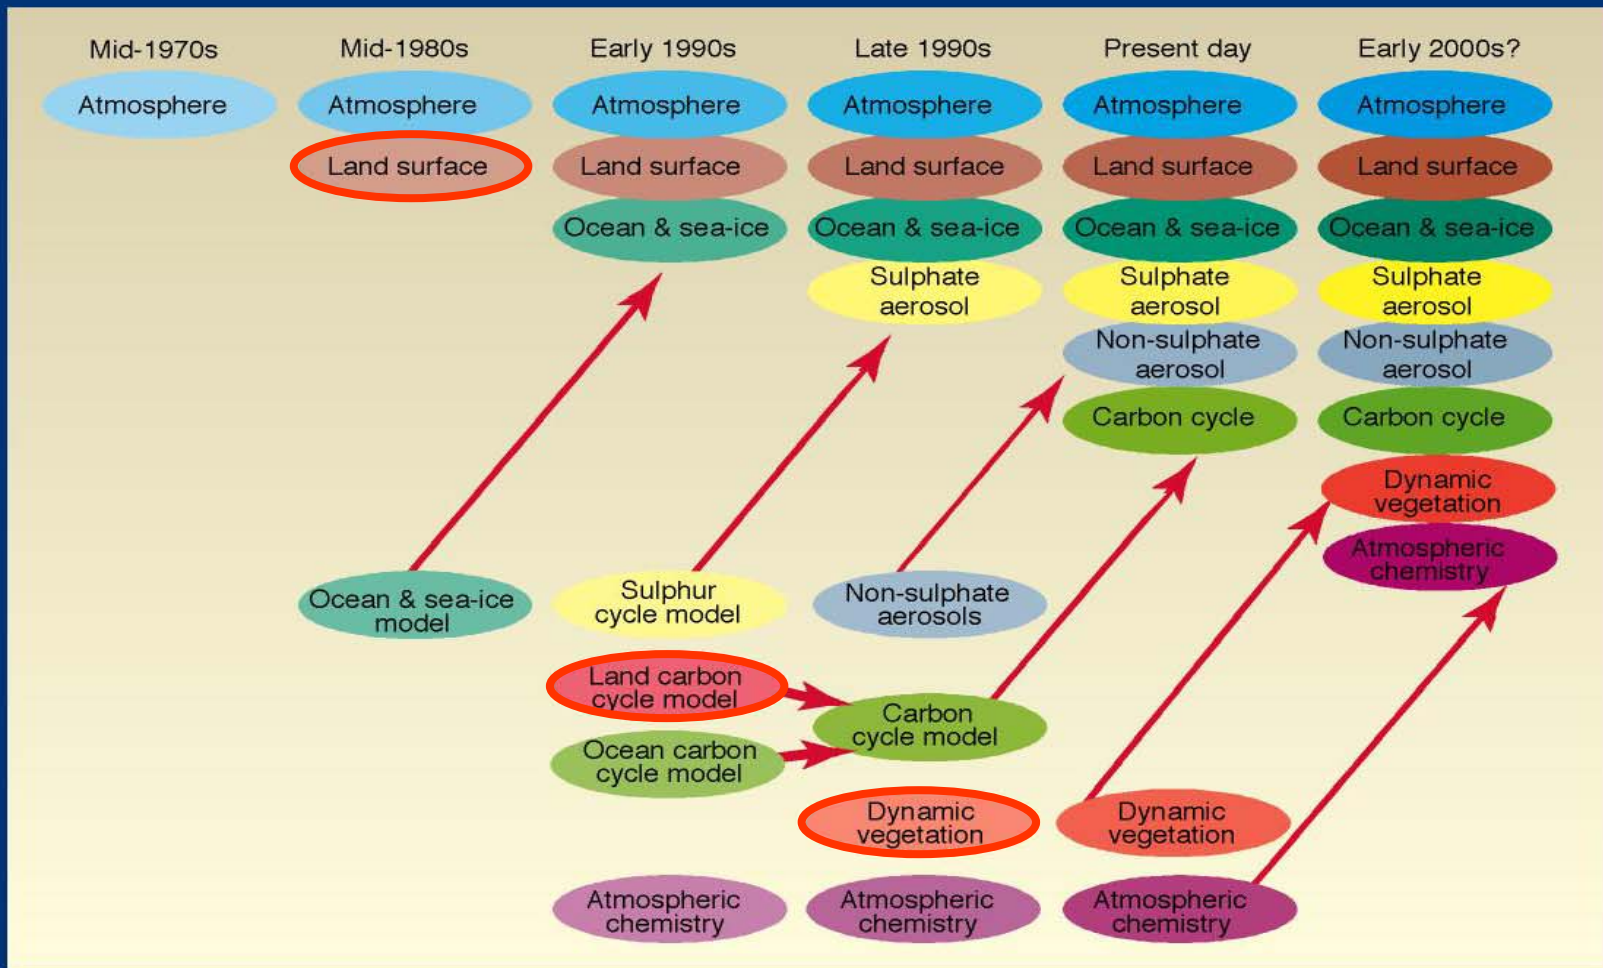 Mid-1970s
Mid-1980s
Early 1990s
Late 1990s
Present day
Early 2000s?
Atmosphere
Atmosphere
Atmosphere
Atmosphere
Atmosphere
Atmosphere
Land surface
Land surface
Land surface
Land surface
Land surface
Ocean & sea-ice
Ocean & sea-ice
Ocean & sea-ice
Ocean & sea-ice
Sulphate
aerosol
Sulphate
aerosol
Sulphate
aerosol
Non-sulphate
aerosol
Non-sulphate
aerosol
Carbon cycle
Carbon cycle
Dynamic
vegetation
Atmospheric
chemistry
Ocean & sea-ice
model
Sulphur
cycle model
Non-sulphate
aerosols
Land carbon
cycle model
Carbon
cycle model
Ocean carbon
cycle model
Dynamic
vegetation
Dynamic
vegetation
Atmospheric
chemistry
Atmospheric
chemistry
Atmospheric
chemistry